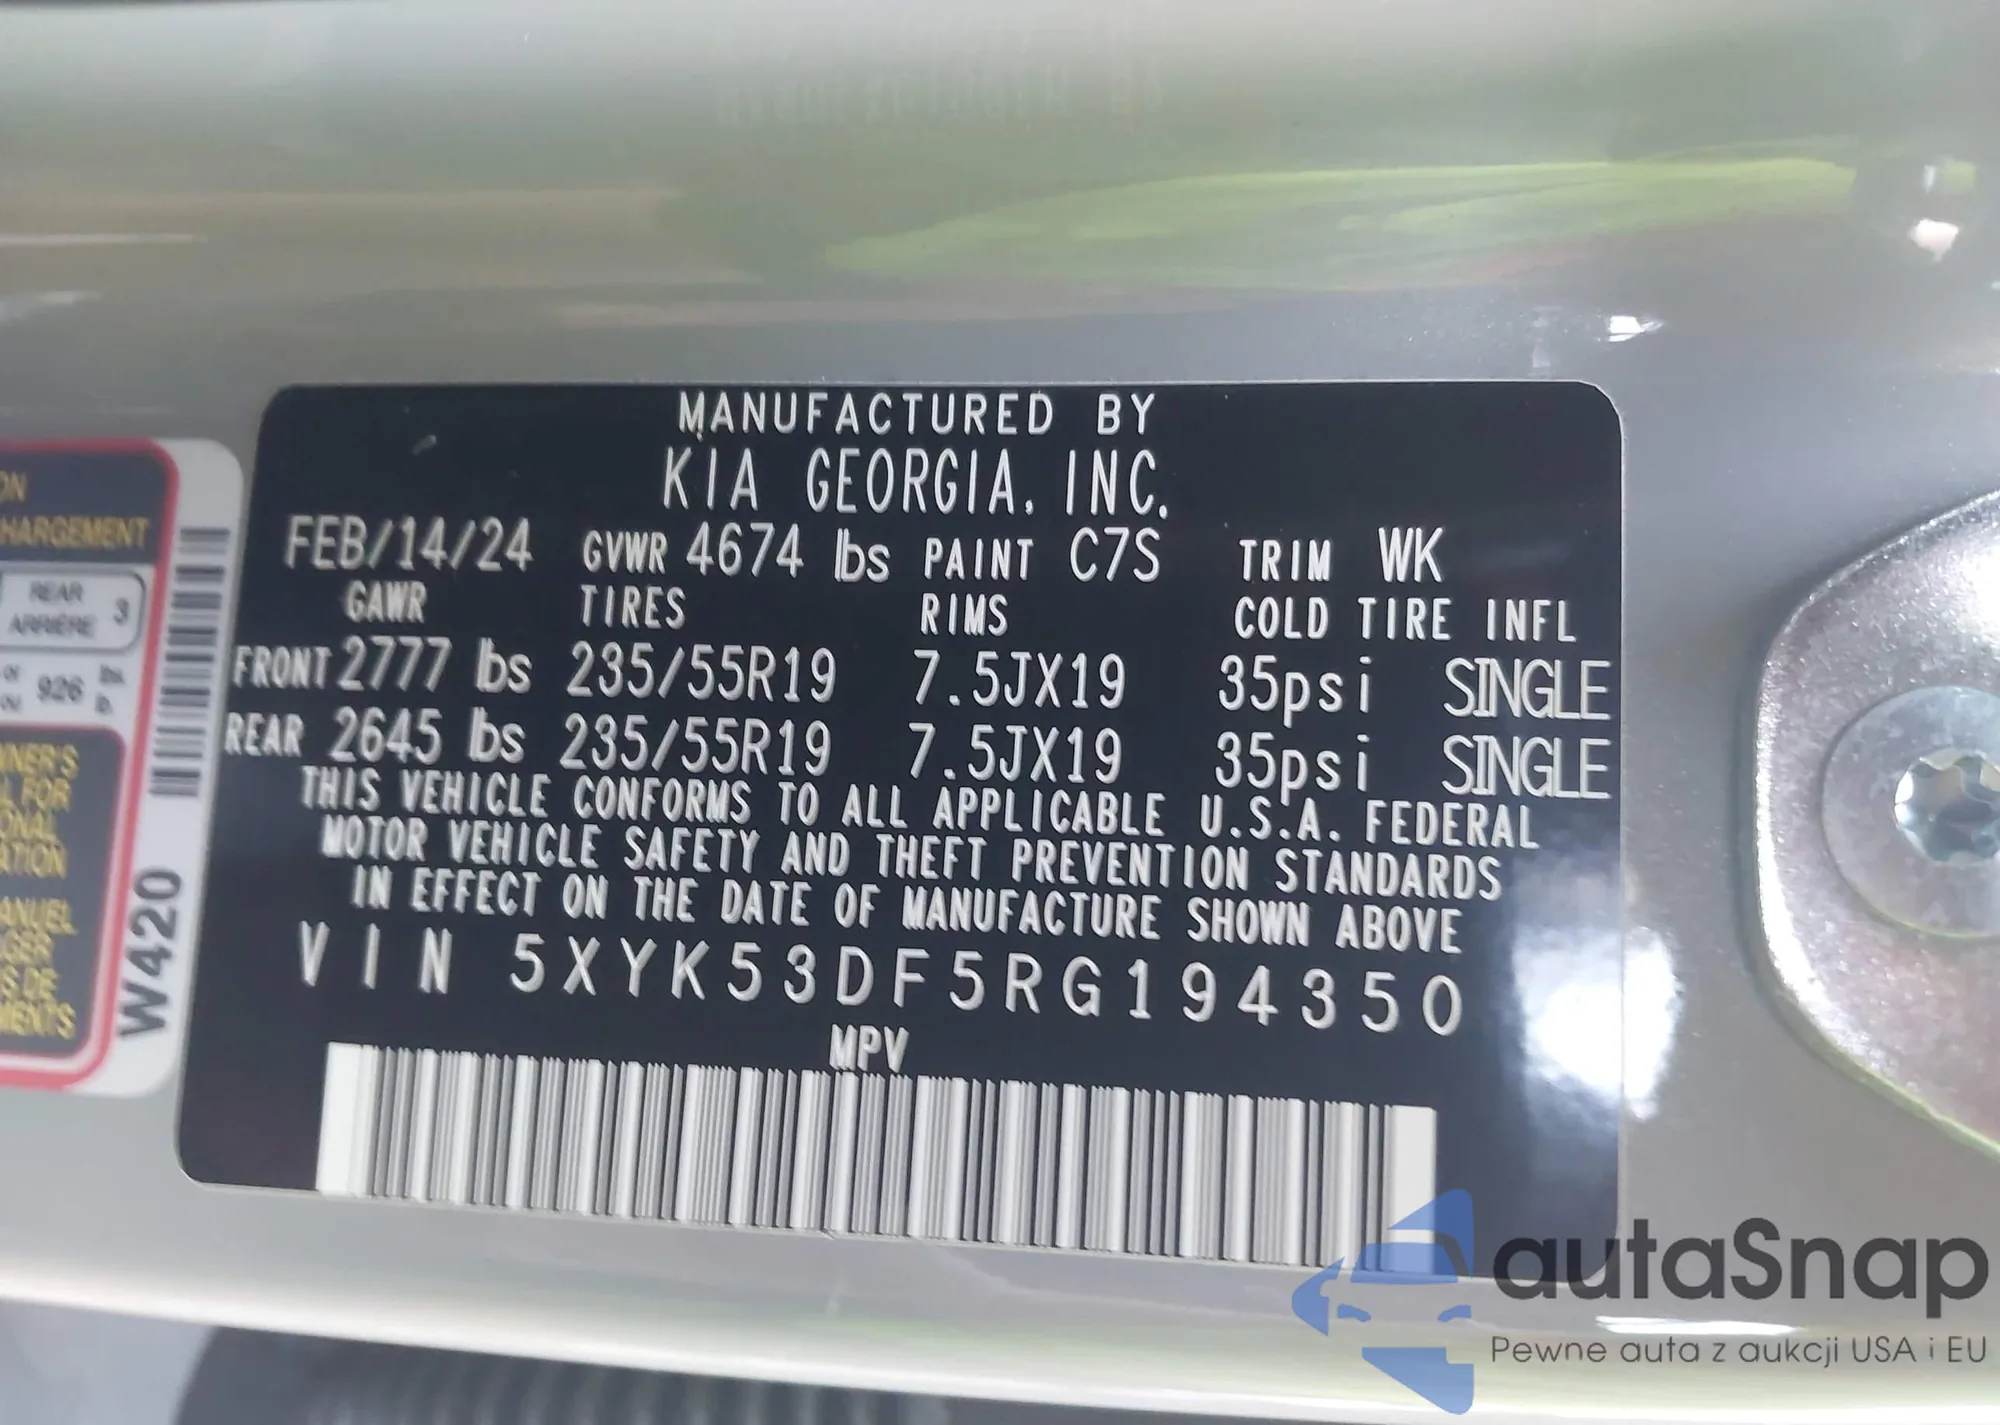 MANUFACTURED BY
KIA GEORGIA, INC.
FEB/14/24 GVWR 4674 lbs PAINT C7S TRIM WK
GAWR TIRES RIMS COLD TIRE INFL
FRONT 2777 lbs 235/55R19 7.5JX19 35psi SINGLE
REAR 2645 lbs 235/55R19 7.5JX19 35psi SINGLE
THIS VEHICLE CONFORMS TO ALL APPLICABLE U.S.A. FEDERAL
MOTOR VEHICLE SAFETY AND THEFT PREVENTION STANDARDS
IN EFFECT ON THE DATE OF MANUFACTURE SHOWN ABOVE
VIN 5XYK53DF5RG194350
MPV
REAR
ARRIÈRE 3
926
W420
autaSnap
Pewne auta z aukcji USA i EU